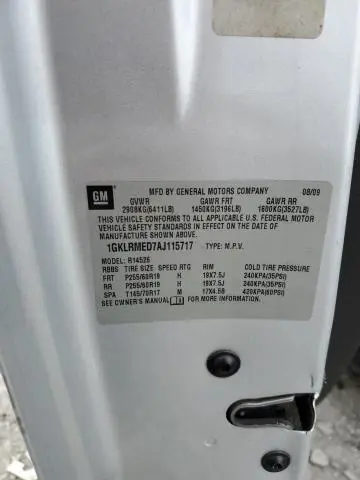 GM
MFD BY GENERAL MOTORS COMPANY 08/09
GVWR GAWR FRT GAWR RR
2908KG(6411LB) 1450KG(3196LB) 1600KG(3527LB)
THIS VEHICLE CONFORMS TO ALL APPLICABLE U.S. FEDERAL MOTOR
VEHICLE SAFETY STANDARDS IN EFFECT ON THE DATE OF
MANUFACTURE SHOWN ABOVE.
1GKLRMED7AJ115717 TYPE: M.P.V.
MODEL: R14526
RBBS TIRE SIZE SPEED RTG RIM COLD TIRE PRESSURE
FRT P255/60R19 H 19X7.5J 240KPA(35PSI)
RR P255/60R19 H 19X7.5J 240KPA(35PSI)
SPA T145/70R17 M 17X4.5B 420KPA(60PSI)
SEE OWNER'S MANUAL FOR MORE INFORMATION.